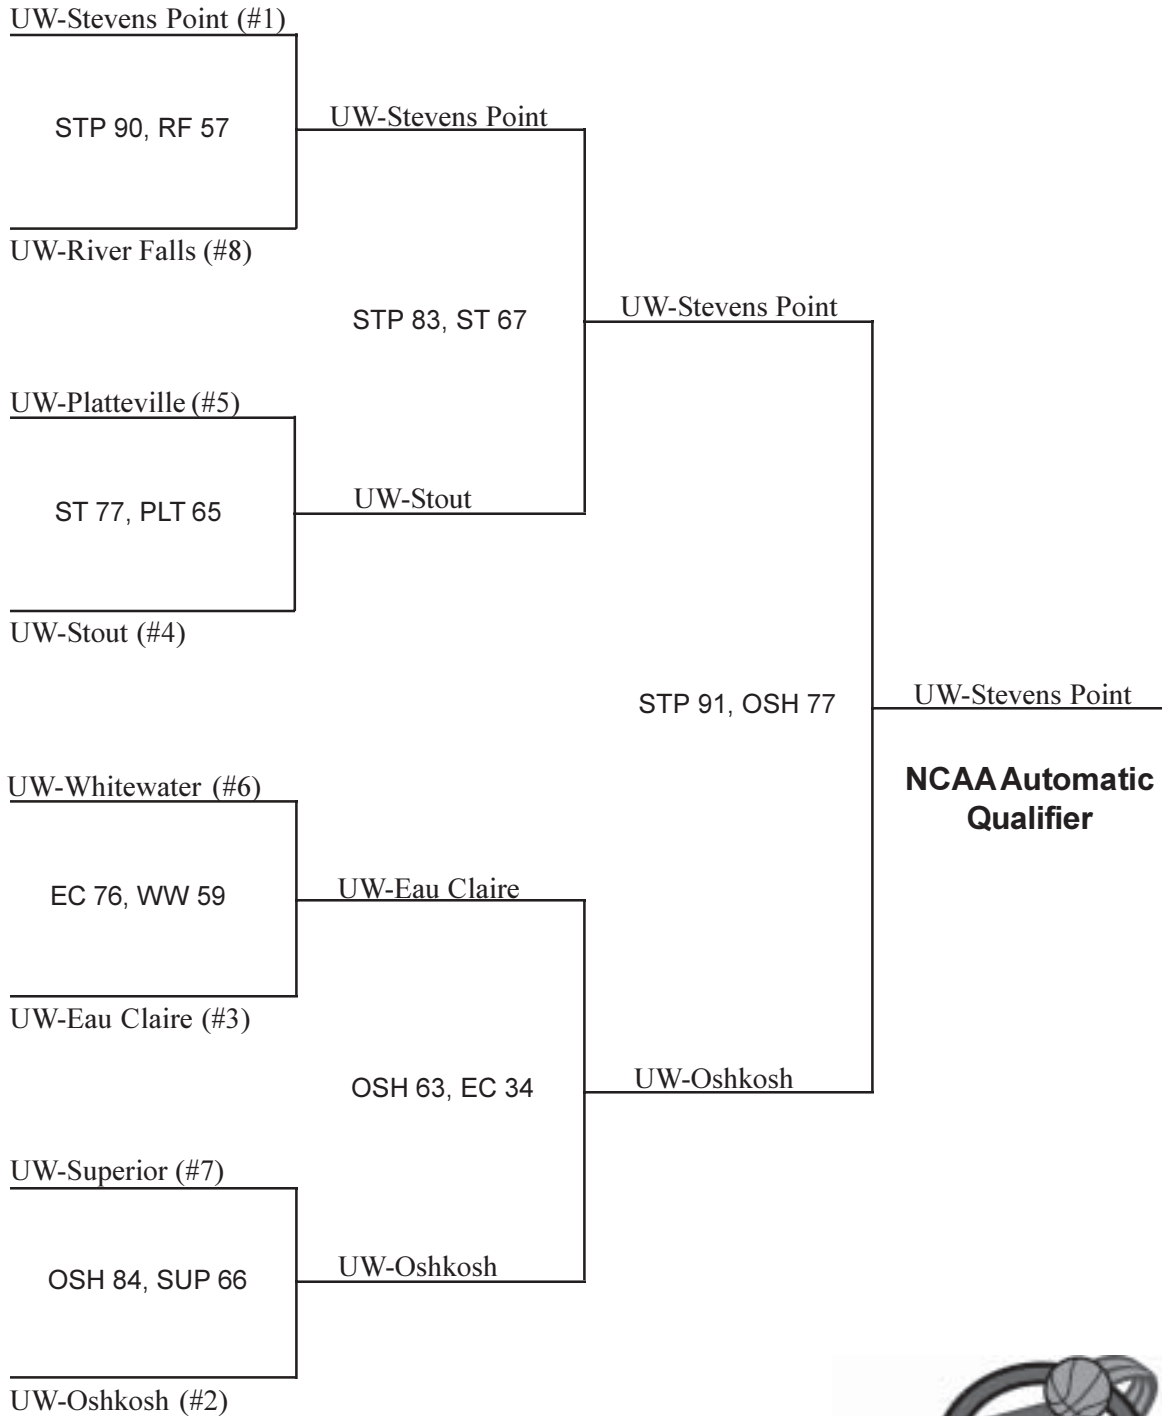 UW-Stevens Point (#1)
STP 90, RF 57
UW-Stevens Point
UW-River Falls (#8)
STP 83, ST 67
UW-Stevens Point
UW-Platteville (#5)
ST 77, PLT 65
UW-Stout
UW-Stout (#4)
STP 91, OSH 77
UW-Stevens Point
NCAA Automatic
Qualifier
UW-Whitewater (#6)
EC 76, WW 59
UW-Eau Claire
UW-Eau Claire (#3)
OSH 63, EC 34
UW-Oshkosh
UW-Superior (#7)
OSH 84, SUP 66
UW-Oshkosh
UW-Oshkosh (#2)